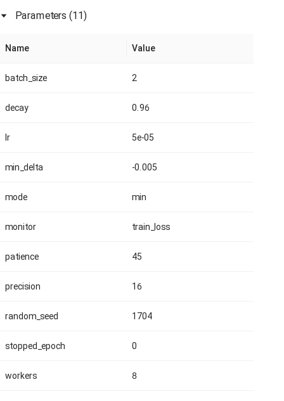 Parameters (11)
Name Value
batch_size 2
decay 0.96
lr 5e-05
min_delta -0.005
mode min
monitor train_loss
patience 45
precision 16
random_seed 1704
stopped_epoch 0
workers 8